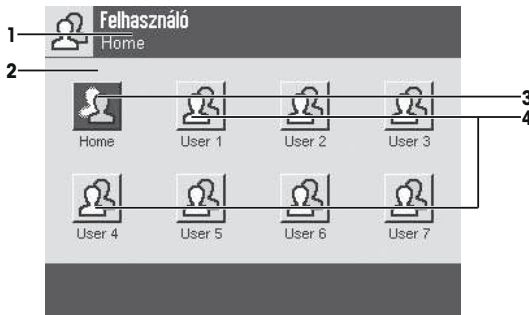 Felhasználó
1 Home
2
3
4
Home User 1 User 2 User 3
User 4 User 5 User 6 User 7